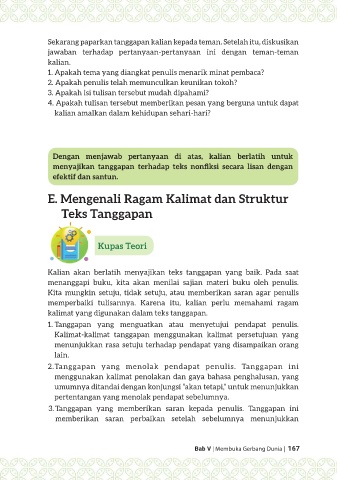 Sekarang paparkan tanggapan kalian kepada teman. Setelah itu, diskusikan
jawaban terhadap pertanyaan-pertanyaan ini dengan teman-teman
kalian.
1. Apakah tema yang diangkat penulis menarik minat pembaca?
2. Apakah penulis telah memunculkan keunikan tokoh?
3. Apakah isi tulisan tersebut mudah dipahami?
4. Apakah tulisan tersebut memberikan pesan yang berguna untuk dapat
kalian amalkan dalam kehidupan sehari-hari?
Dengan menjawab pertanyaan di atas, kalian berlatih untuk
menyajikan tanggapan terhadap teks nonfiksi secara lisan dengan
efektif dan santun.
E. Mengenali Ragam Kalimat dan Struktur
Teks Tanggapan
Kupas Teori
Kalian akan berlatih menyajikan teks tanggapan yang baik. Pada saat
menanggapi buku, kita akan menilai sajian materi buku oleh penulis.
Kita mungkin setuju, tidak setuju, atau memberikan saran agar penulis
memperbaiki tulisannya. Karena itu, kalian perlu memahami ragam
kalimat yang digunakan dalam teks tanggapan.
1. Tanggapan yang menguatkan atau menyetujui pendapat penulis.
Kalimat-kalimat tanggapan menggunakan kalimat persetujuan yang
menunjukkan rasa setuju terhadap pendapat yang disampaikan orang
lain.
2. Tanggapan yang menolak pendapat penulis. Tanggapan ini
menggunakan kalimat penolakan dan gaya bahasa penghalusan, yang
umumnya ditandai dengan konjungsi "akan tetapi," untuk menunjukkan
pertentangan yang menolak pendapat sebelumnya.
3. Tanggapan yang memberikan saran kepada penulis. Tanggapan ini
memberikan saran perbaikan setelah sebelumnya menunjukkan
Bab V | Membuka Gerbang Dunia | 167